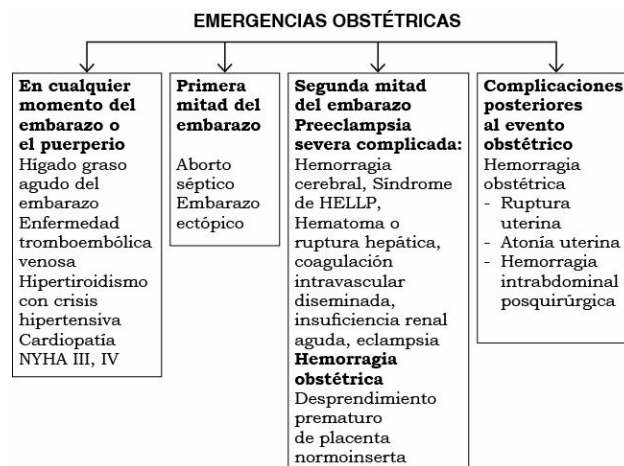 EMERGENCIAS OBSTÉTRICAS
En cualquier
momento del
embarazo o
el puerperio
Hígado graso
agudo del
embarazo
Enfermedad
tromboembólica
venosa
Hipertiroidismo
con crisis
hipertensiva
Cardiopatía
NYHA III, IV
Primera
mitad del
embarazo
Aborto
séptico
Embarazo
ectópico
Segunda mitad
del embarazo
Preeclampsia
severa complicada:
Hemorragia
cerebral, Síndrome
de HELLP,
Hematoma o
ruptura hepática,
coagulación
intravascular
diseminada,
insuficiencia renal
aguda, eclampsia
Hemorragia
obstétrica
Desprendimiento
prematuro
de placenta
normoinserta
Complicaciones
posteriores
al evento
obstétrico
Hemorragia
obstétrica
- Ruptura
uterina
- Atonía uterina
- Hemorragia
intrabdominal
posquirúrgica